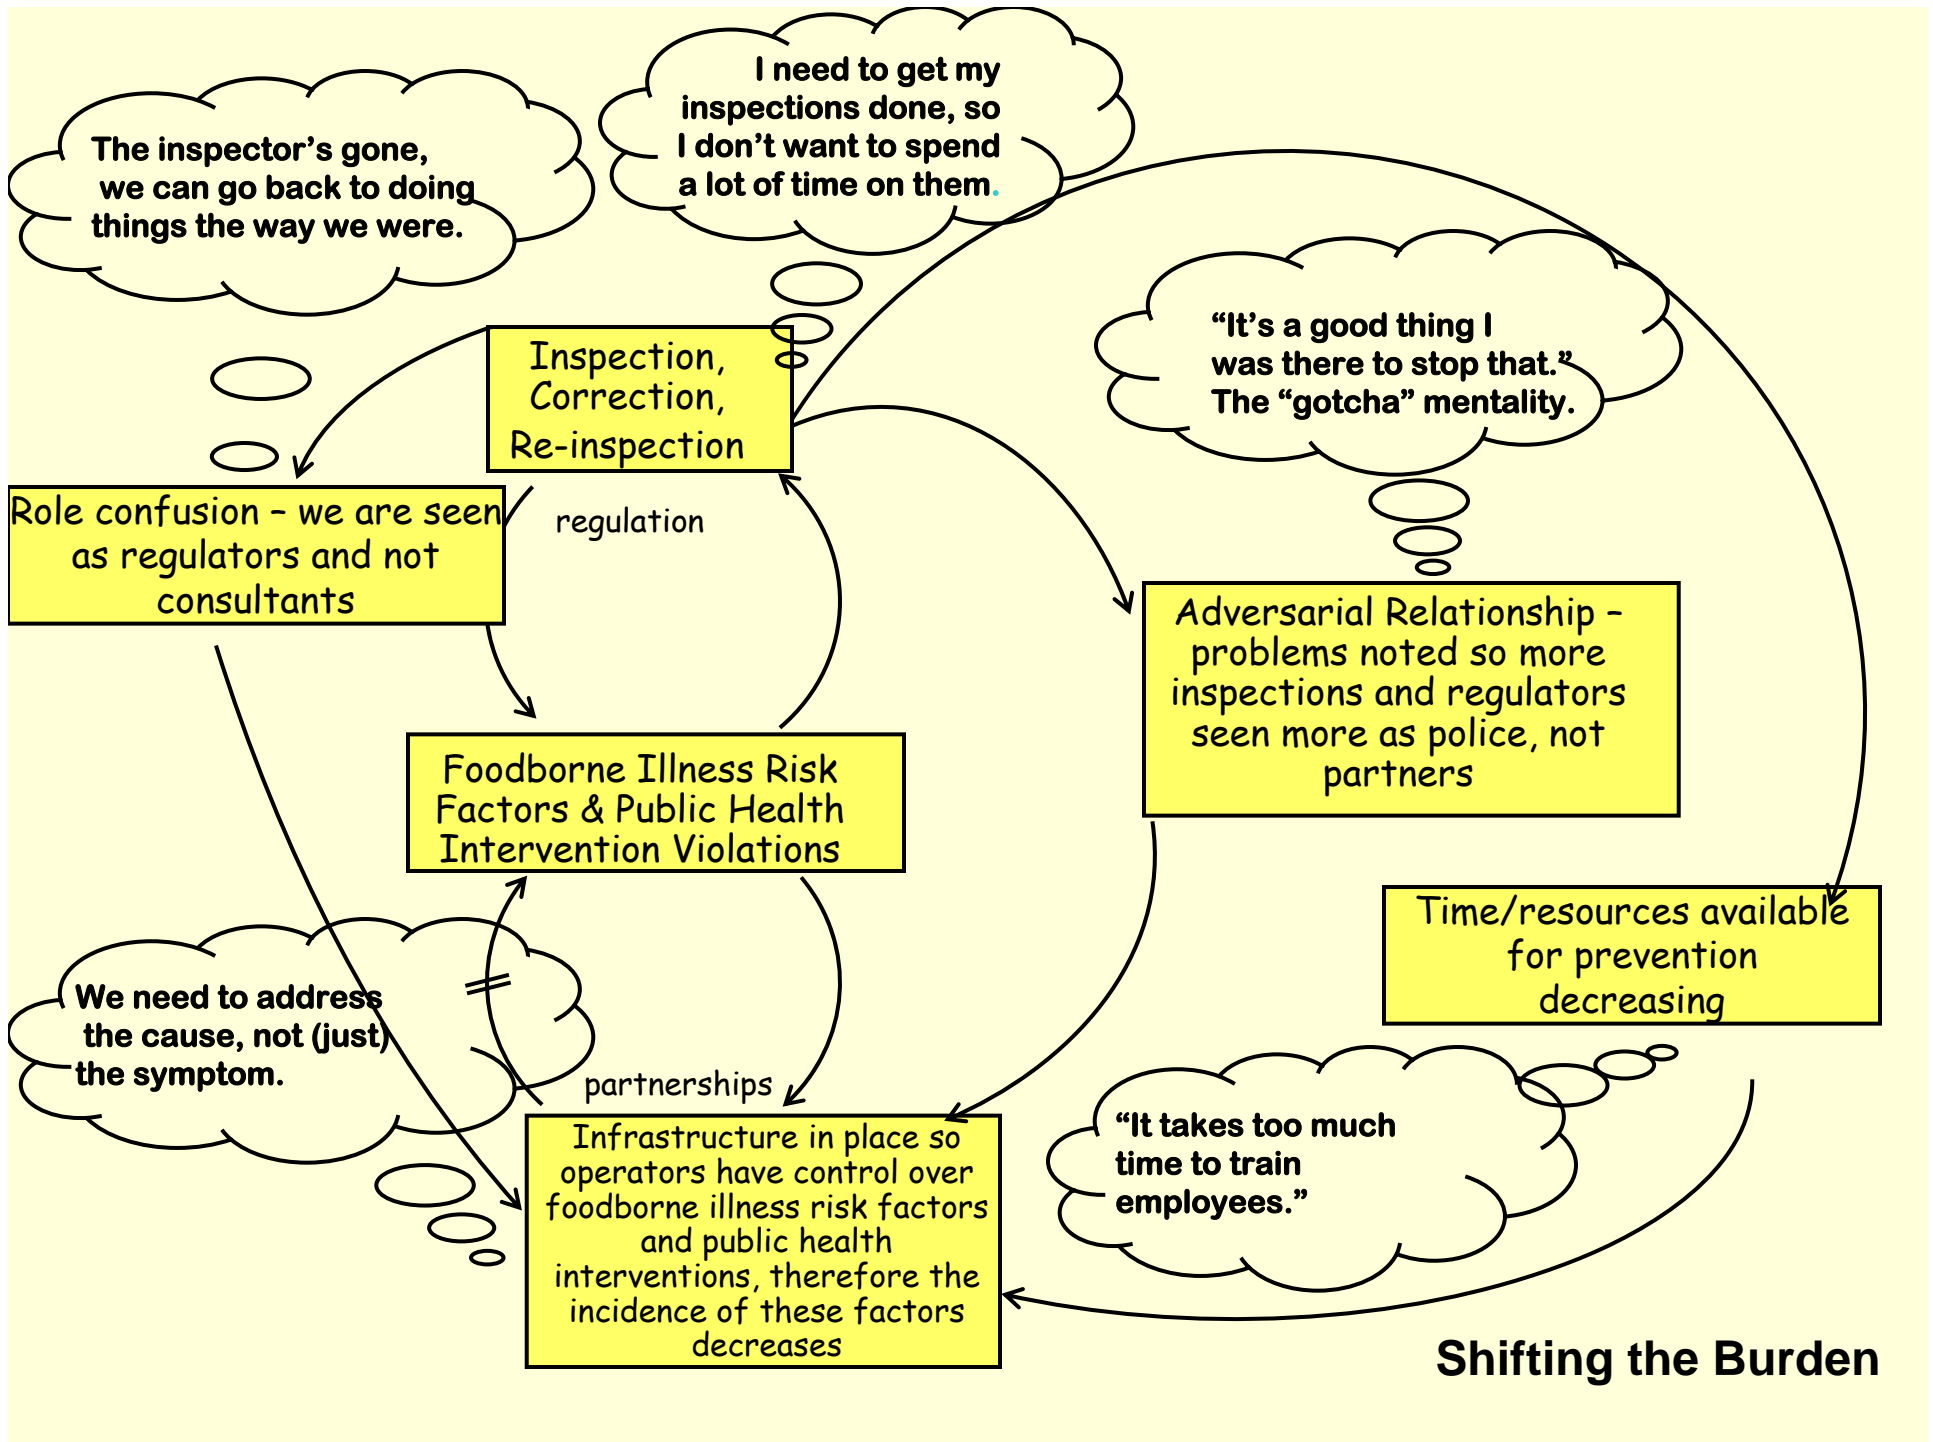 I need to get my
inspections done, so
I don't want to spend
a lot of time on them.
The inspector's gone,
we can go back to doing
things the way we were.
"It's a good thing I
was there to stop that."
The "gotcha" mentality.
Inspection,
Correction,
Re-inspection
Role confusion – we are seen
as regulators and not
consultants
regulation
Adversarial Relationship –
problems noted so more
inspections and regulators
seen more as police, not
partners
Foodborne Illness Risk
Factors & Public Health
Intervention Violations
Time/resources available
for prevention
decreasing
We need to address
the cause, not (just)
the symptom.
partnerships
Infrastructure in place so
operators have control over
foodborne illness risk factors
and public health
interventions, therefore the
incidence of these factors
decreases
"It takes too much
time to train
employees."
Shifting the Burden